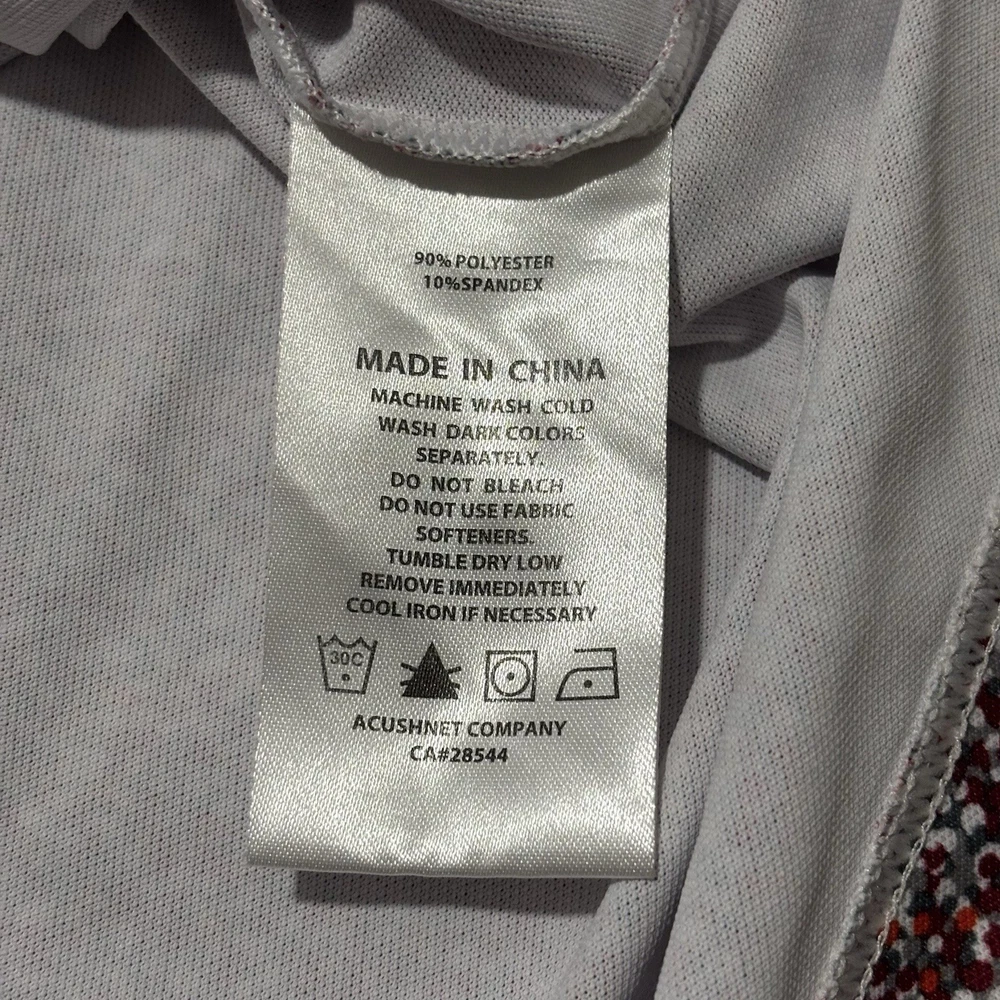 90% POLYESTER
10%SPANDEX
MADE IN CHINA
MACHINE WASH COLD
WASH DARK COLORS
SEPARATELY.
DO NOT BLEACH
DO NOT USE FABRIC
SOFTENERS.
TUMBLE DRY LOW
REMOVE IMMEDIATELY
COOL IRON IF NECESSARY
30C
ACUSHNET COMPANY
CA#28544